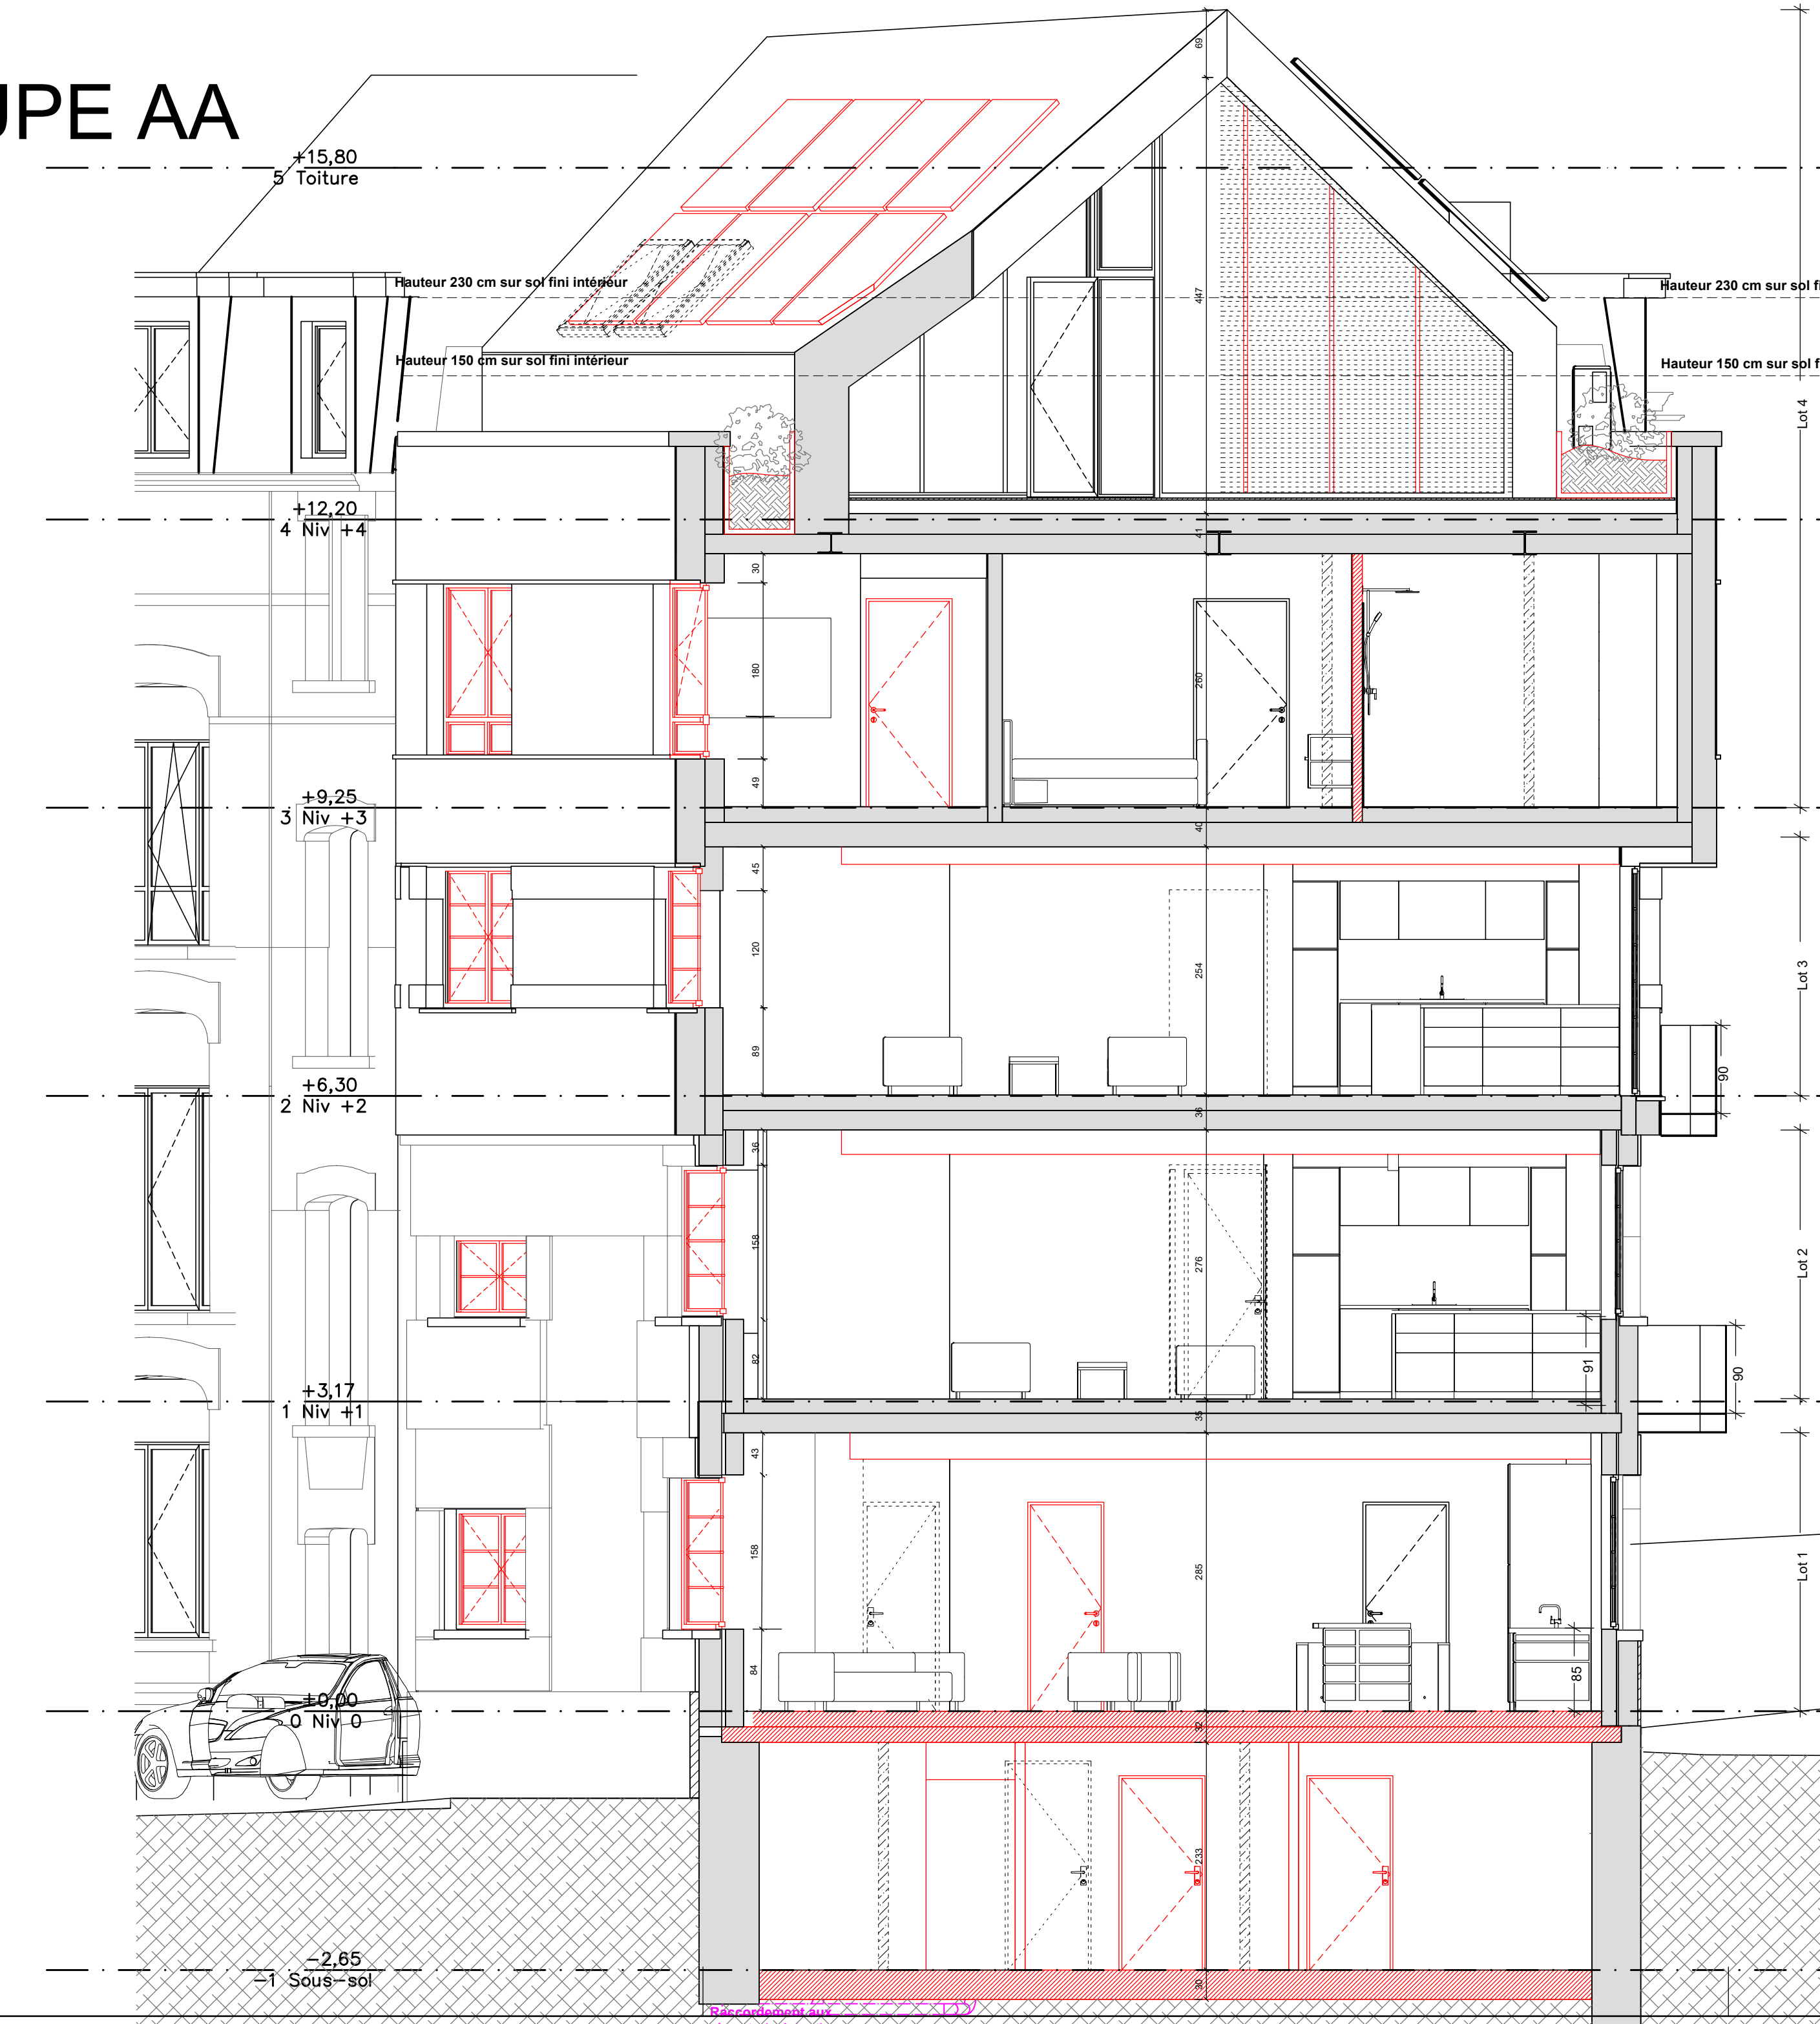 UPE AA
+15,80
5 Toiture
Hauteur 230 cm sur sol fini intérieur
Hauteur 230 cm sur sol fi
Hauteur 150 cm sur sol fini intérieur
Hauteur 150 cm sur sol f
69
447
Lot 4
+12,20
4 Niv +4
41
30
180
260
49
+9,25
3 Niv +3
40
45
120
254
89
Lot 3
90
+6,30
2 Niv +2
36
36
158
276
82
91
90
Lot 2
+3,17
1 Niv +1
35
43
158
285
84
85
Lot 1
±0,00
0 Niv 0
32
233
-2,65
-1 Sous-sol
30
Raccordement aux